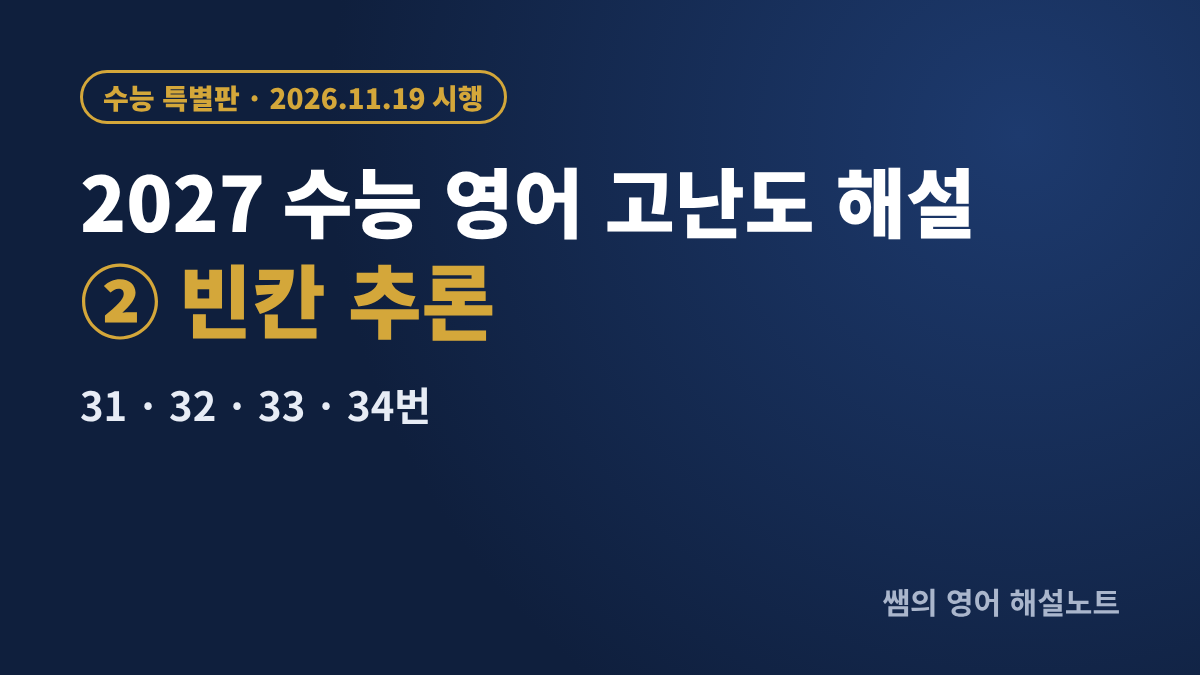 수능 특별판 · 2026.11.19 시행
2027 수능 영어 고난도 해설
② 빈칸 추론
31 · 32 · 33 · 34번
쌤의 영어 해설노트